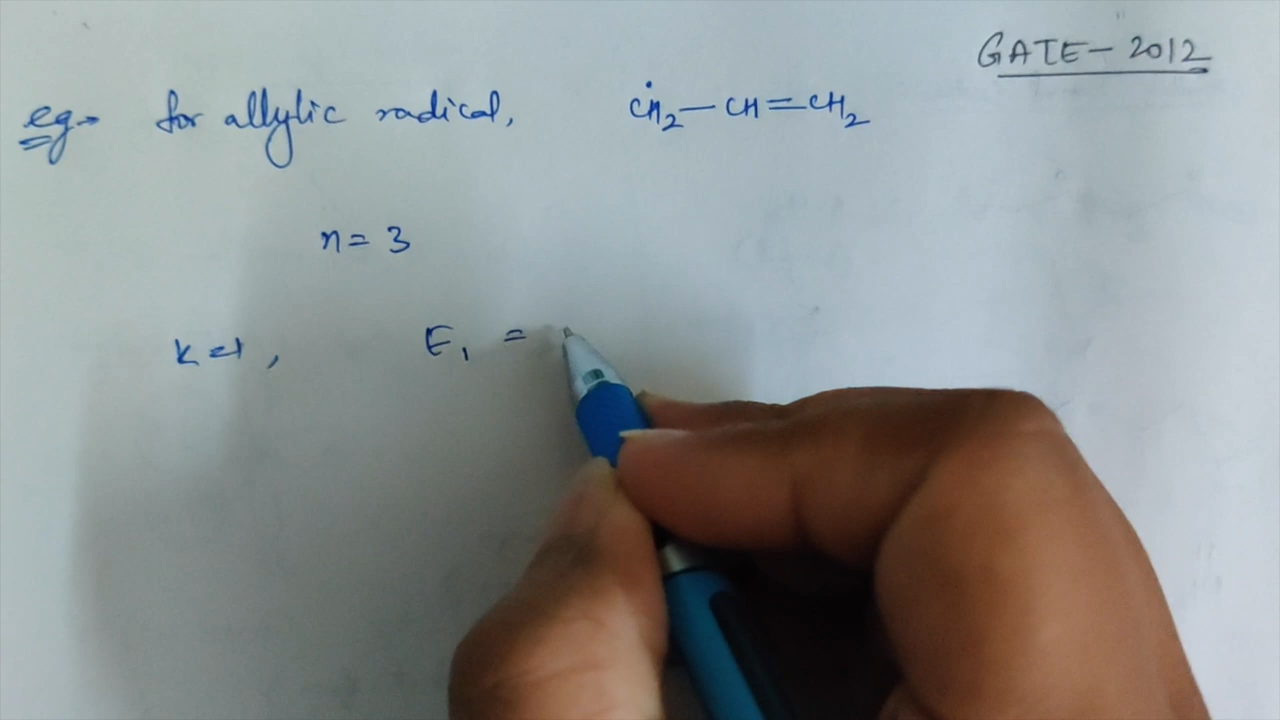 GATE - 2012
eg→ for allylic radical, ĊH₂—CH=CH₂
n = 3
K=1, E₁ =